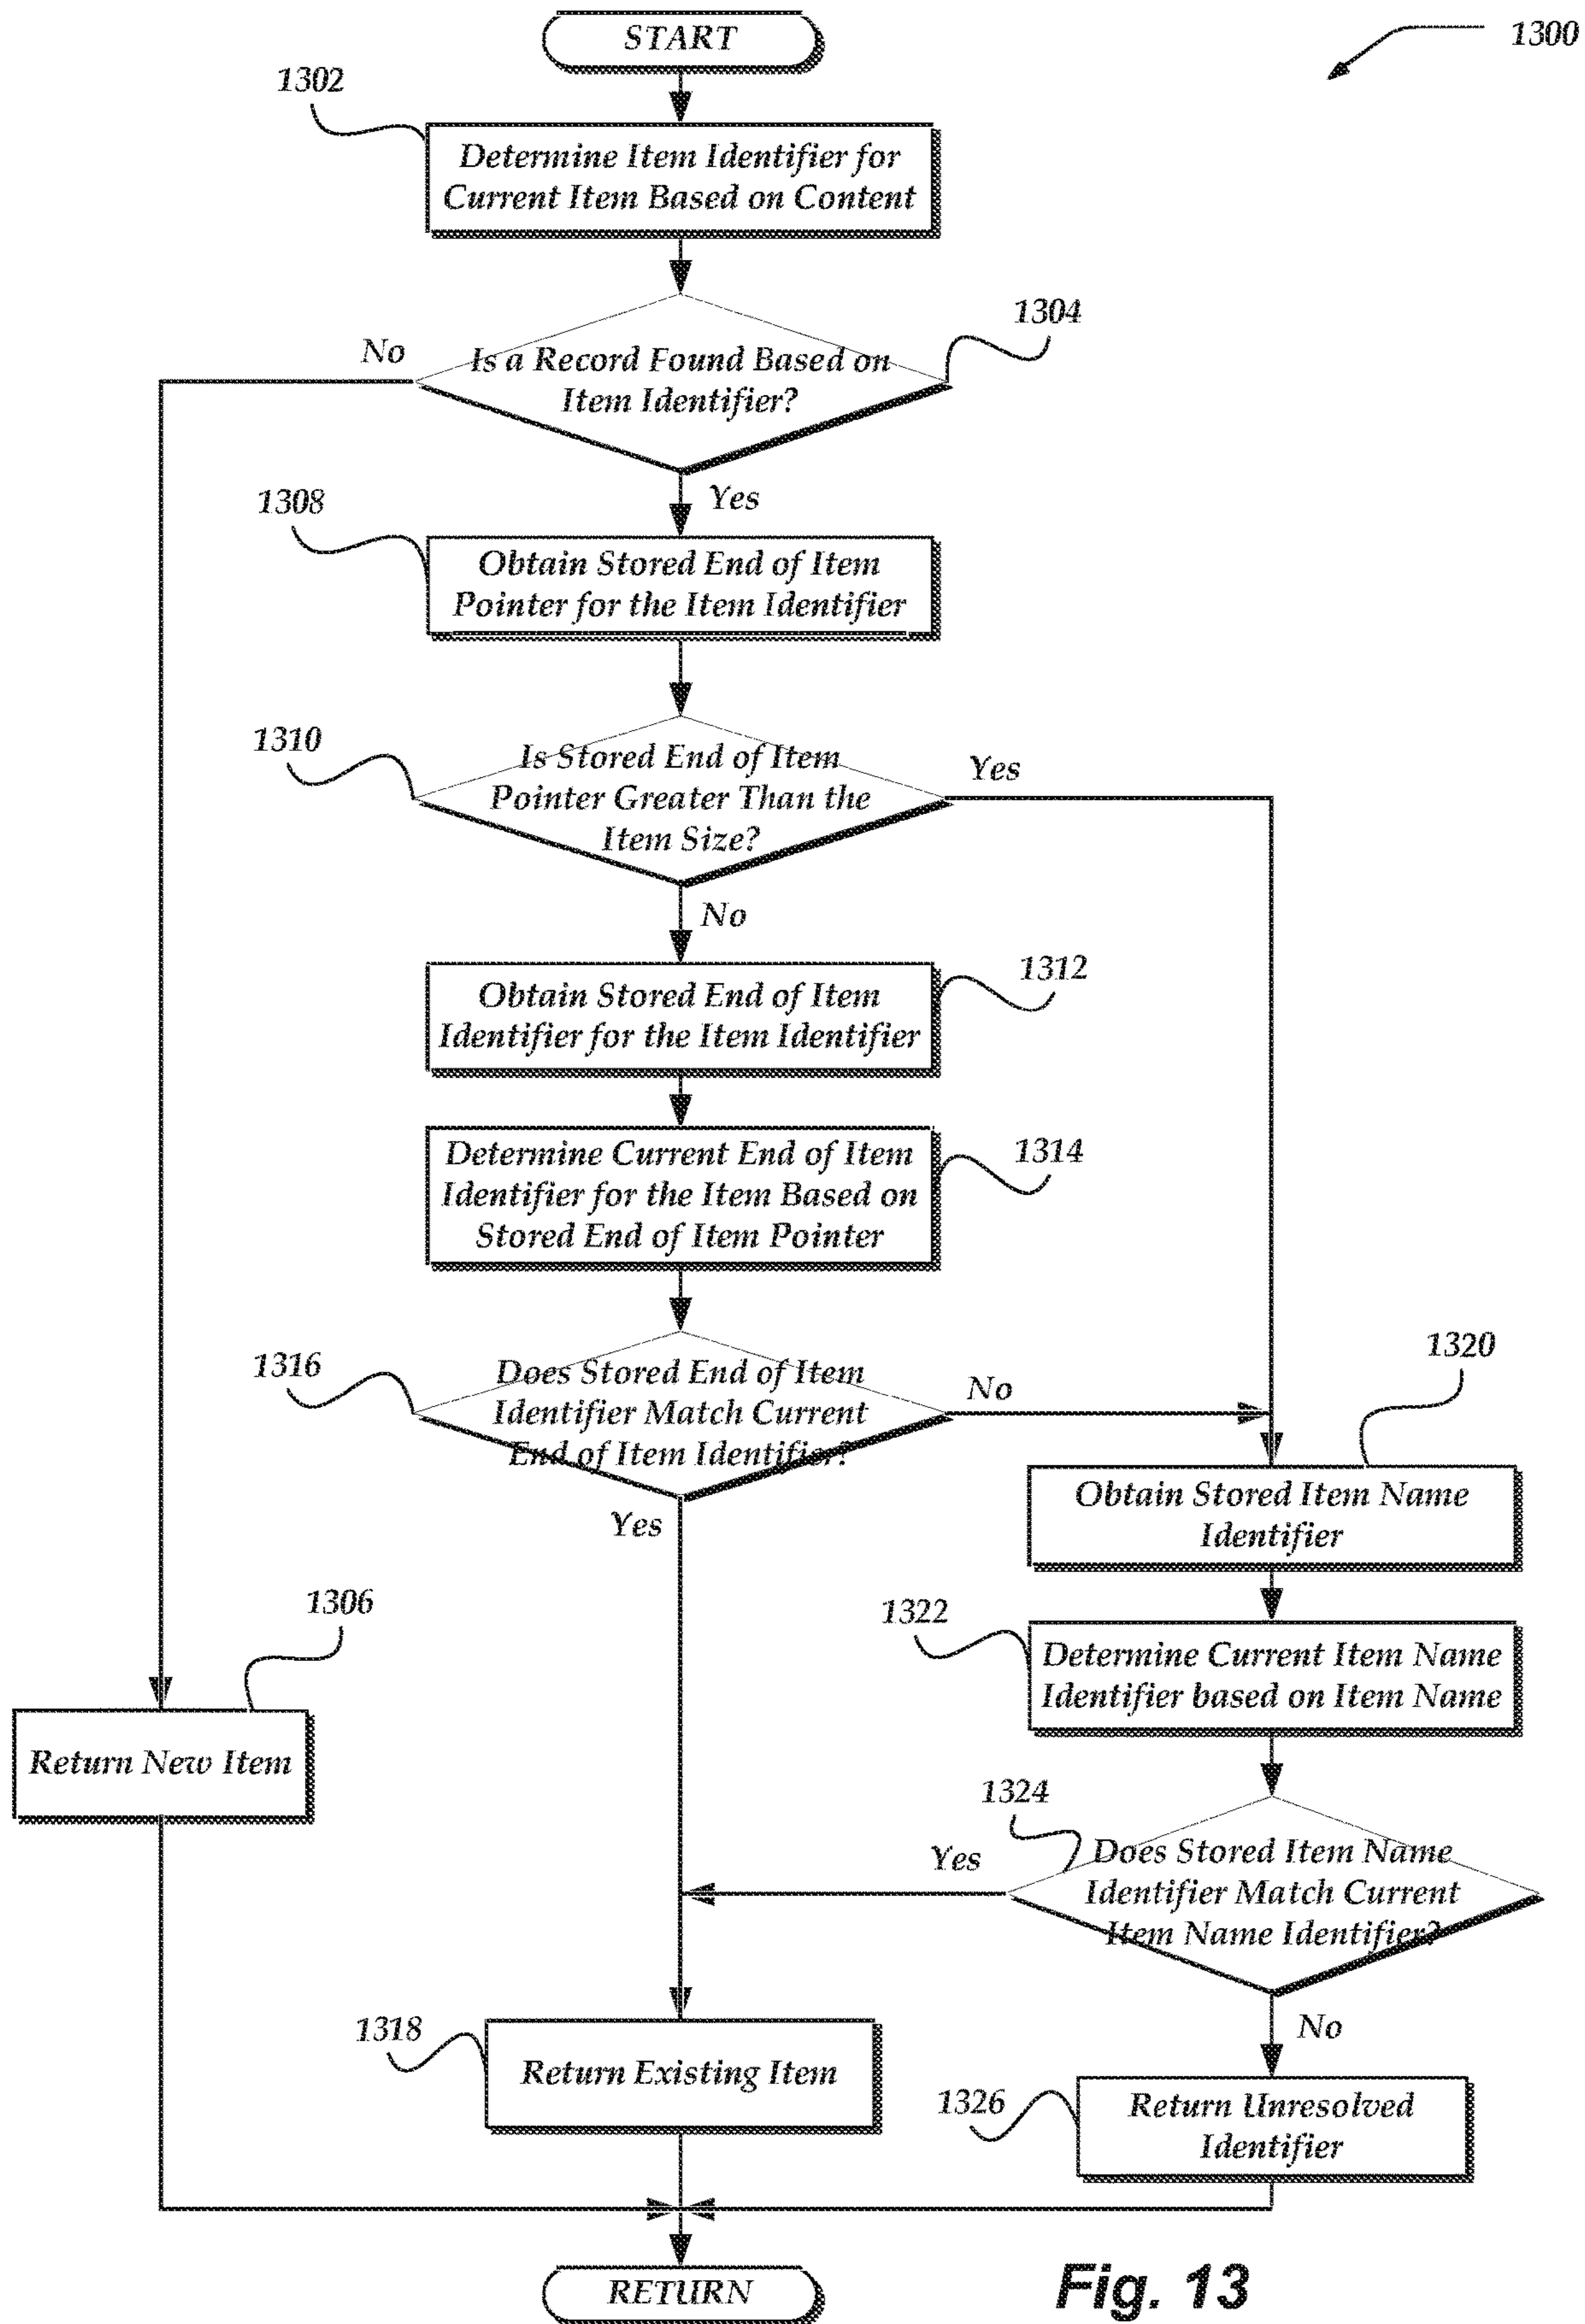 START
1300
1302
Determine Item Identifier for
Current Item Based on Content
1304
No
Is a Record Found Based on
Item Identifier?
Yes
1308
Obtain Stored End of Item
Pointer for the Item Identifier
1310
Is Stored End of Item
Pointer Greater Than the
Item Size?
Yes
No
1312
Obtain Stored End of Item
Identifier for the Item Identifier
1314
Determine Current End of Item
Identifier for the Item Based on
Stored End of Item Pointer
1316
Does Stored End of Item
Identifier Match Current
End of Item Identifier?
No
Yes
1320
Obtain Stored Item Name
Identifier
1322
Determine Current Item Name
Identifier based on Item Name
1306
Return New Item
1324
Yes
Does Stored Item Name
Identifier Match Current
Item Name Identifier?
No
1318
Return Existing Item
1326
Return Unresolved
Identifier
RETURN
Fig. 13